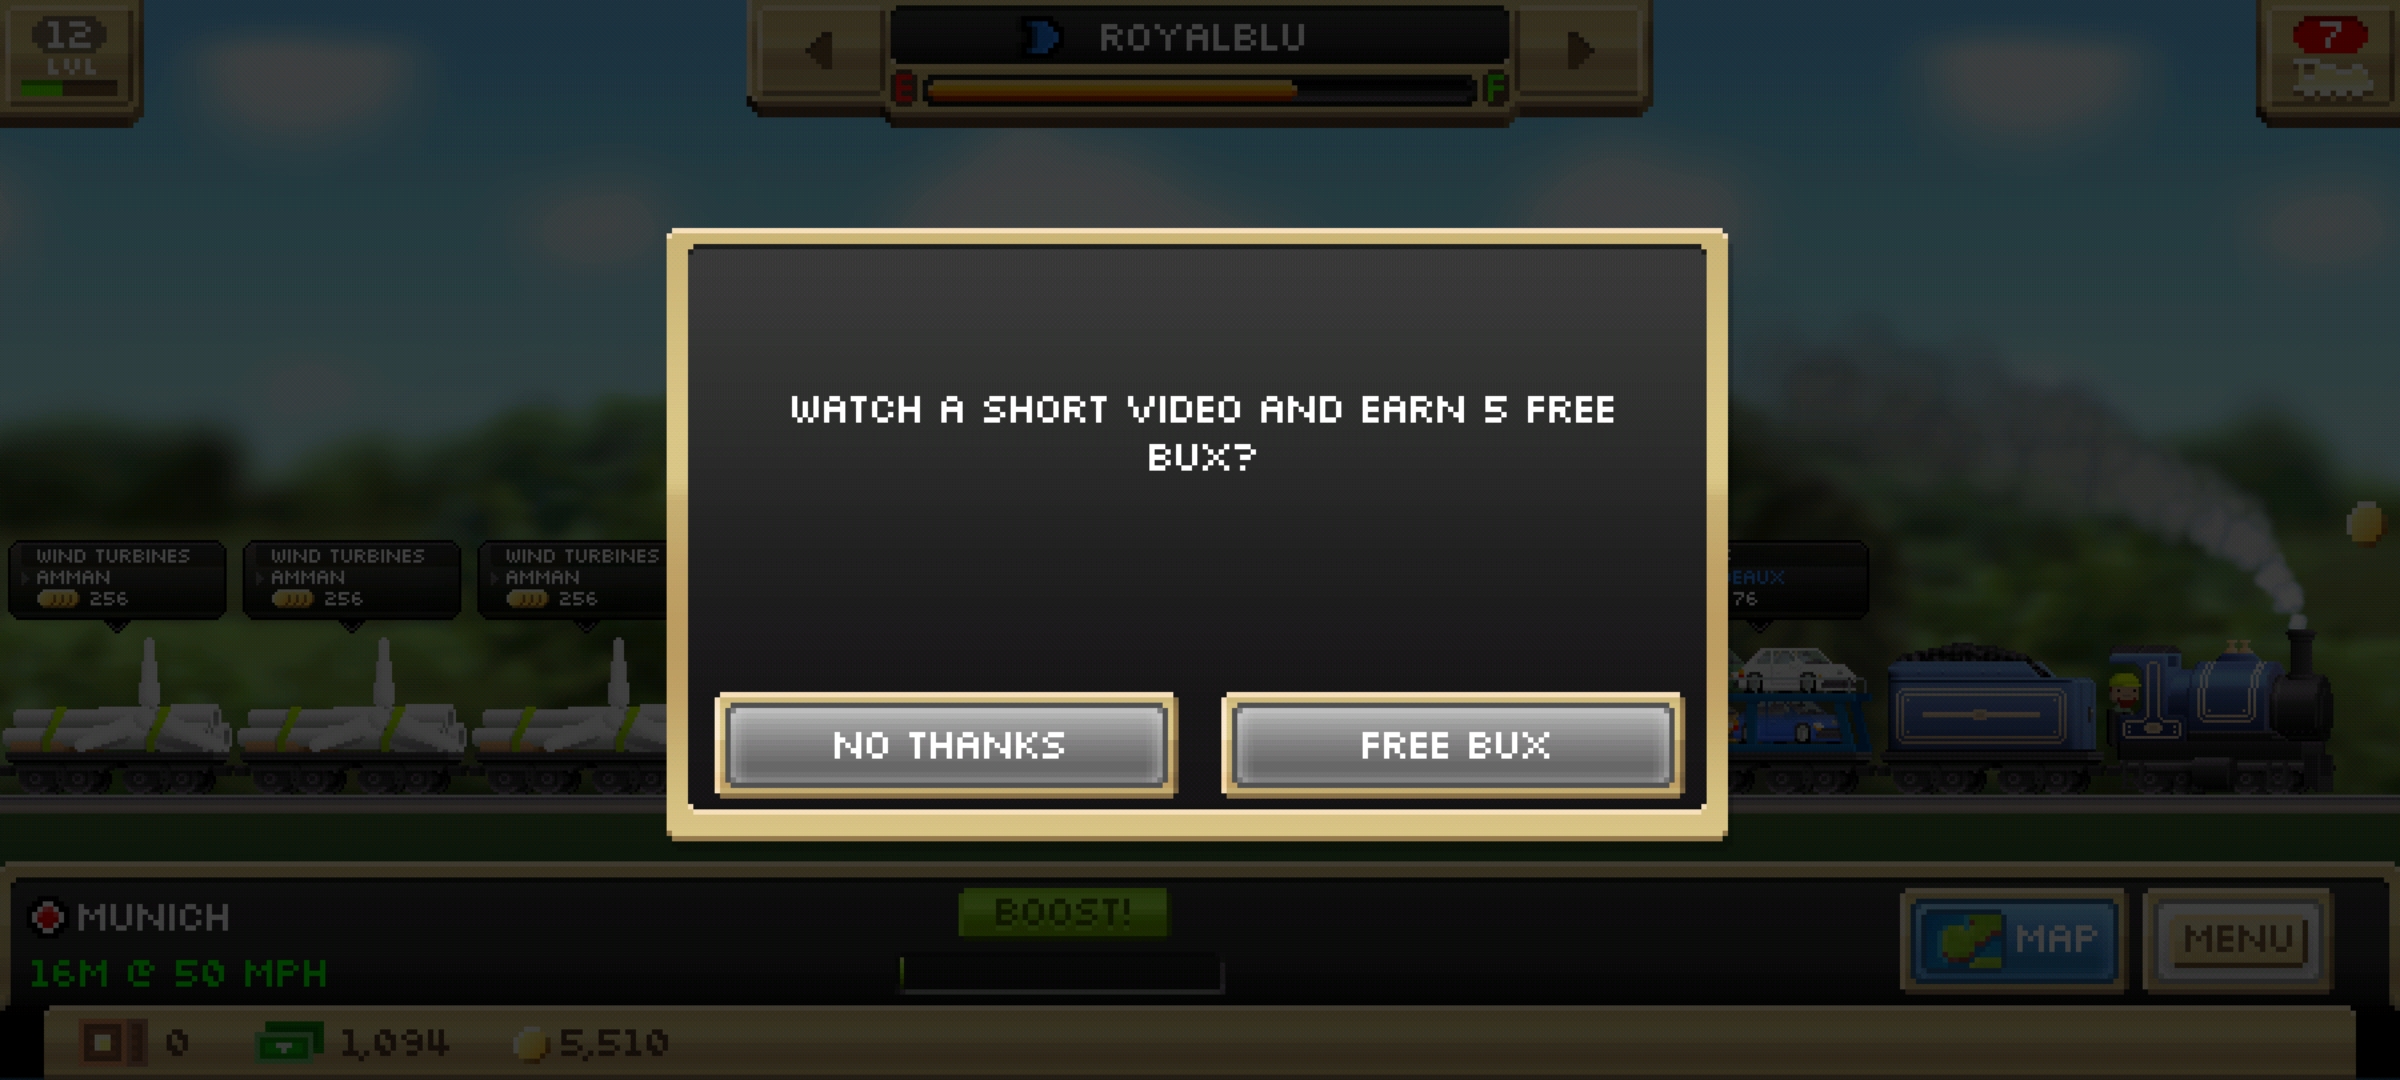 12
LVL
ROYALBLU
E F
7
WATCH A SHORT VIDEO AND EARN 5 FREE
BUX?
NO THANKS
FREE BUX
WIND TURBINES
AMMAN
256
WIND TURBINES
AMMAN
256
WIND TURBINES
AMMAN
256
EAUX
76
MUNICH
16M @ 50 MPH
BOOST!
MAP
MENU
0 1,094 5,510